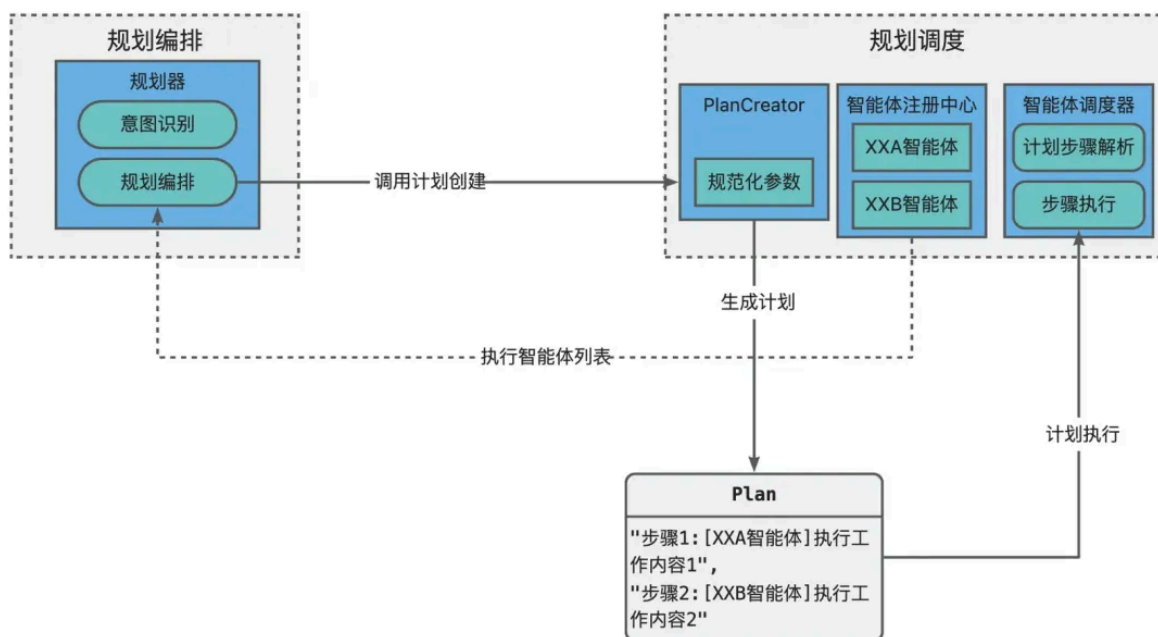 规划编排
规划器
意图识别
规划编排
调用计划创建
规划调度
PlanCreator
规范化参数
智能体注册中心
XXA智能体
XXB智能体
智能体调度器
计划步骤解析
步骤执行
生成计划
执行智能体列表
计划执行
Plan
"步骤1:[XXA智能体]执行工
作内容1",
"步骤2:[XXB智能体]执行工
作内容2"